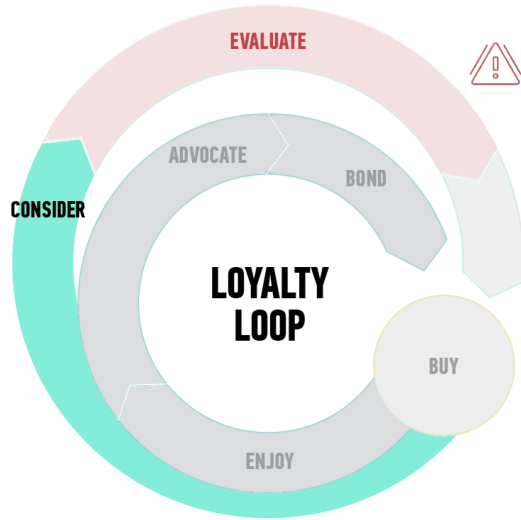 EVALUATE
ADVOCATE
BOND
CONSIDER
LOYALTY
LOOP
BUY
ENJOY